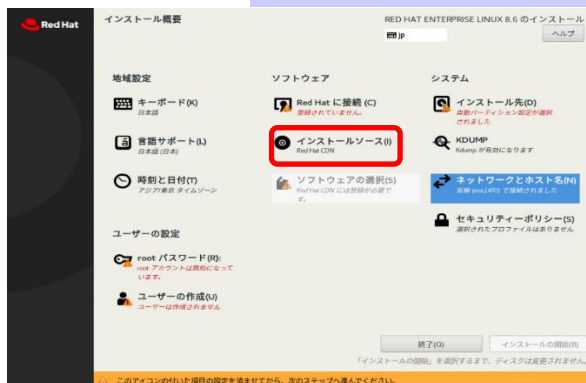 Red Hat
インストール概要
RED HAT ENTERPRISE LINUX 8.6 のインストール
jp
ヘルプ
地域設定
キーボード(K)
日本語
言語サポート(L)
日本語 (日本)
時刻と日付(T)
アジア/東京 タイムゾーン
ユーザーの設定
root パスワード(R):
root アカウントは無効になって
います。
ユーザーの作成(U)
ユーザーは作成されません
ソフトウェア
Red Hat に接続 (C)
登録されていません。
インストールソース(I)
Red Hat CDN
ソフトウェアの選択(S)
Red Hat CDN には登録が必要で
す。
システム
インストール先(D)
自動パーティション設定が選択
されました
KDUMP
Kdump が有効になります
ネットワークとホスト名(N)
有線 (ens1f0) で接続されました
セキュリティーポリシー(S)
選択されたプロファイルはありません
終了(Q)
インストールの開始(B)
「インストールの開始」を選択するまで、ディスクは変更されません。
このアイコンの付いた項目の設定を済ませてから、次のステップへ進んでください。